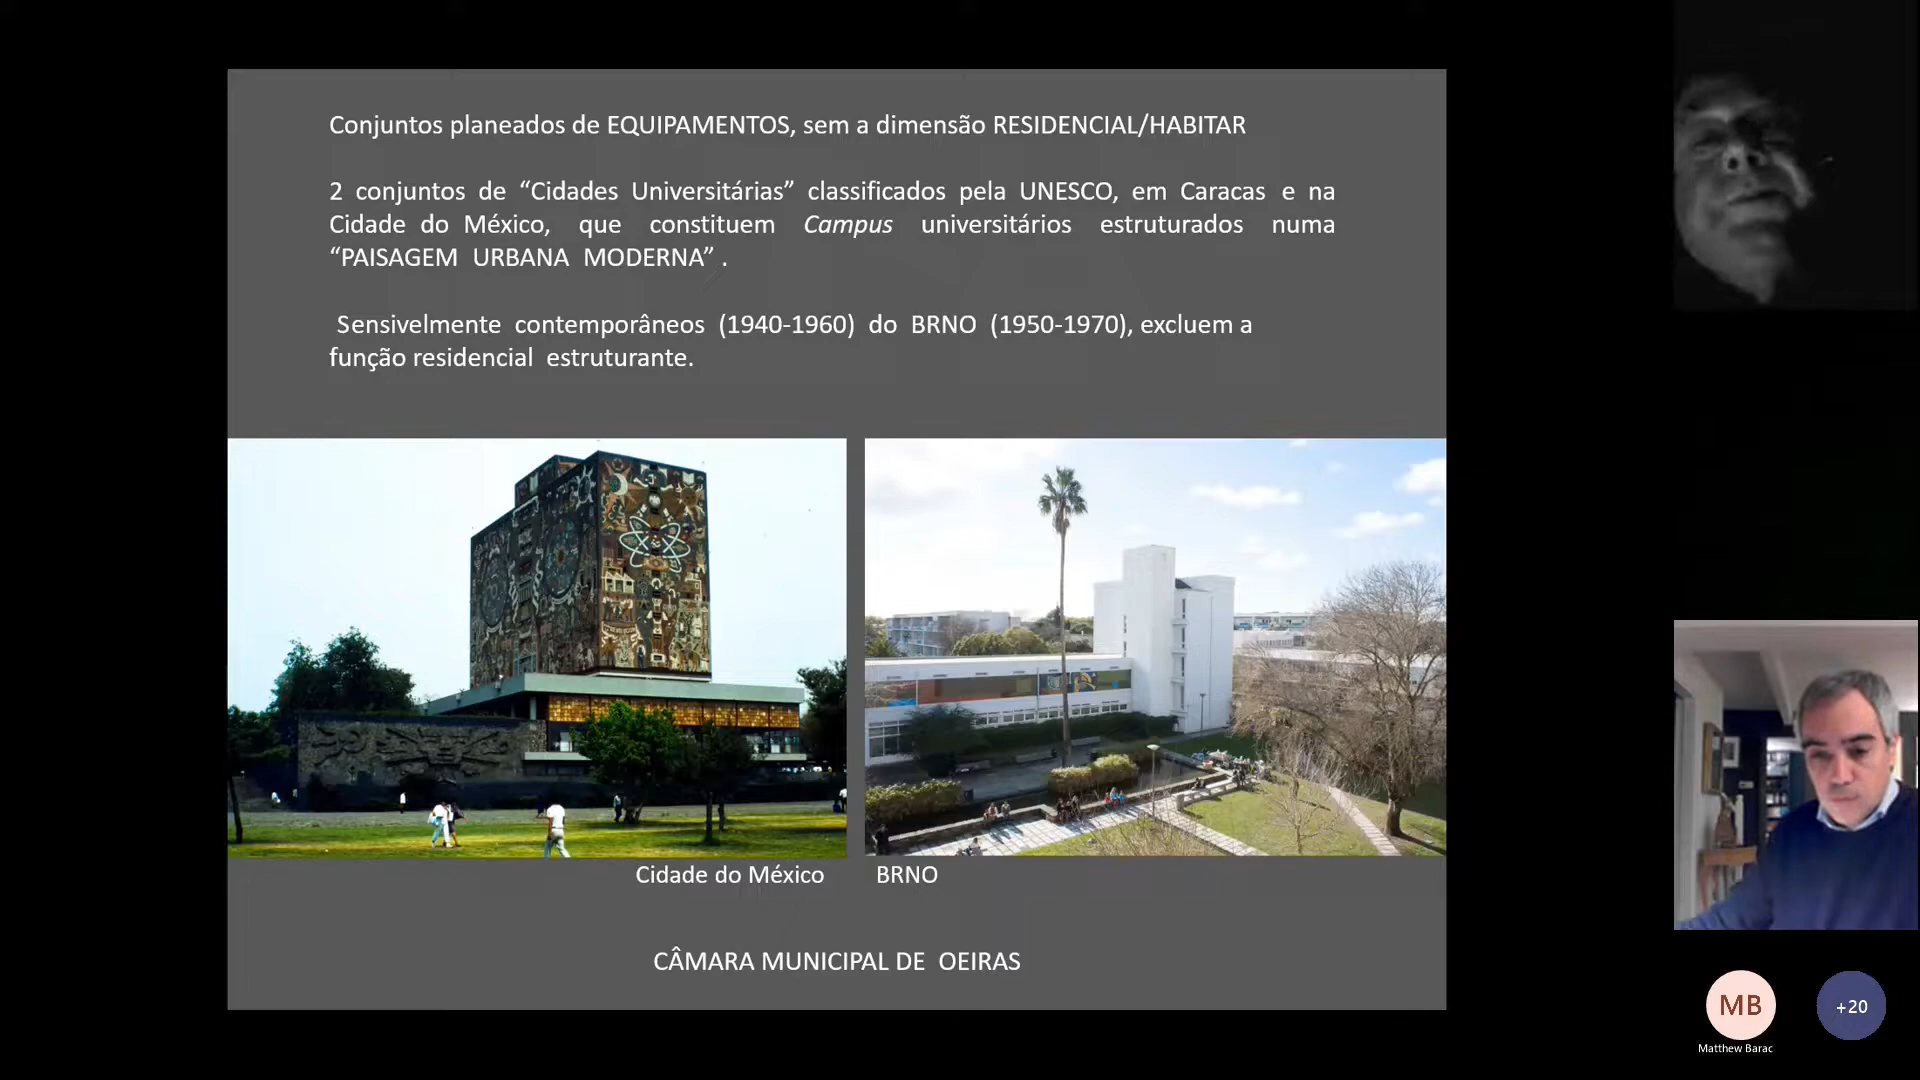 Conjuntos planeados de EQUIPAMENTOS, sem a dimensão RESIDENCIAL/HABITAR
2 conjuntos de “Cidades Universitárias” classificados pela UNESCO, em Caracas e na
Cidade do México, que constituem Campus universitários estruturados numa
“PAISAGEM URBANA MODERNA” .
Sensivelmente contemporâneos (1940-1960) do BRNO (1950-1970), excluem a
função residencial estruturante.
Cidade do México
BRNO
CÂMARA MUNICIPAL DE OEIRAS
MB
+20
Matthew Barac